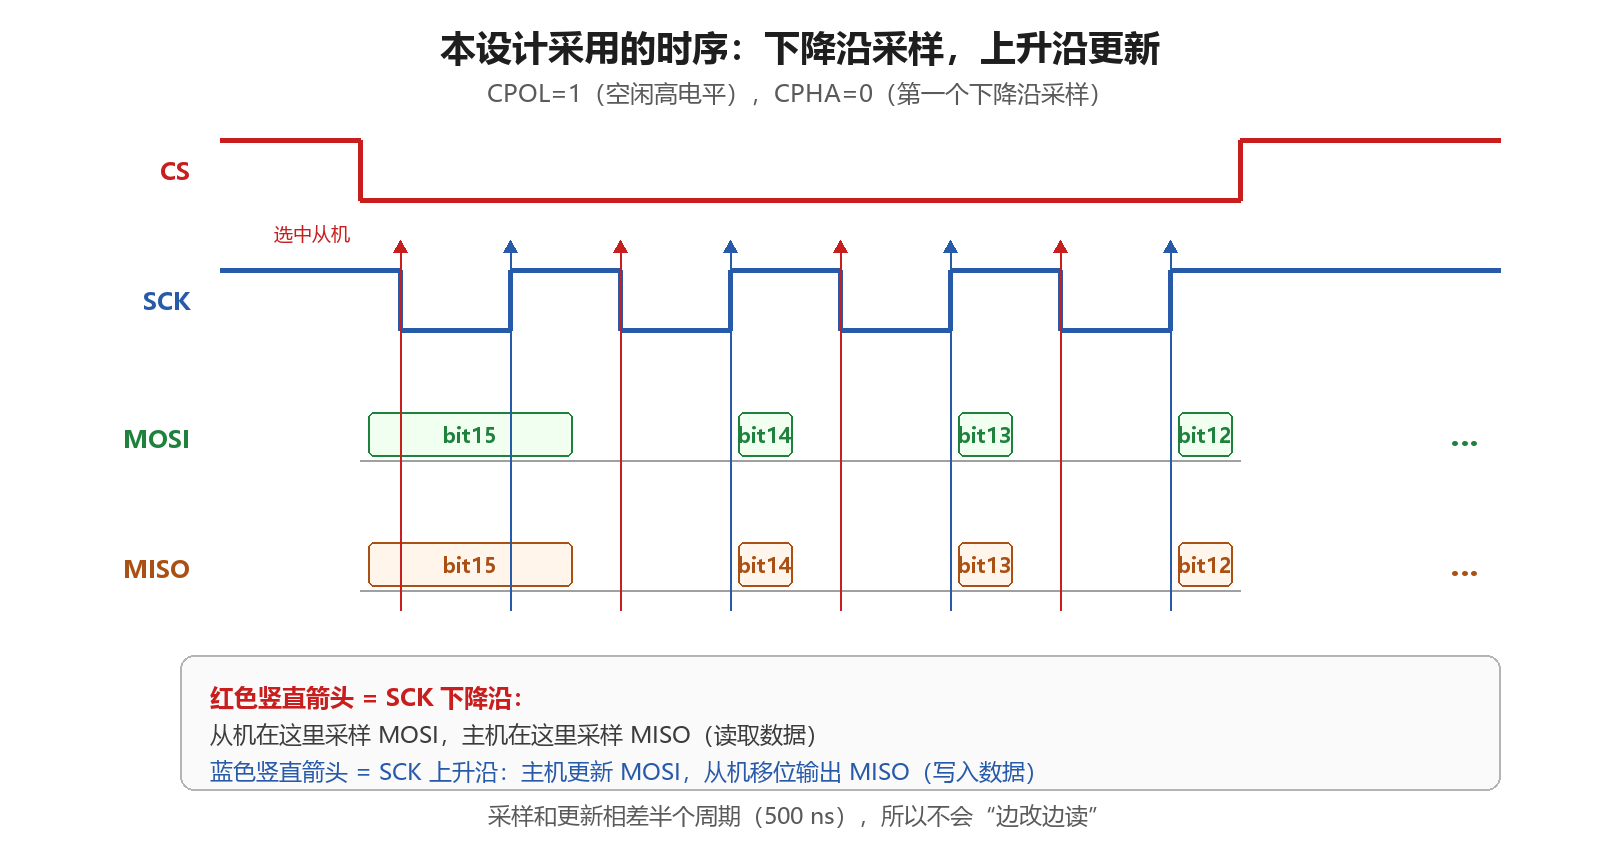 本设计采用的时序：下降沿采样，上升沿更新
CPOL=1（空闲高电平），CPHA=0（第一个下降沿采样）
CS
选中从机
SCK
MOSI
bit15
bit14
bit13
bit12
...
MISO
bit15
bit14
bit13
bit12
...
红色竖直箭头 = SCK 下降沿：
从机在这里采样 MOSI，主机在这里采样 MISO（读取数据）
蓝色竖直箭头 = SCK 上升沿：主机更新 MOSI，从机移位输出 MISO（写入数据）
采样和更新相差半个周期（500 ns），所以不会“边改边读”